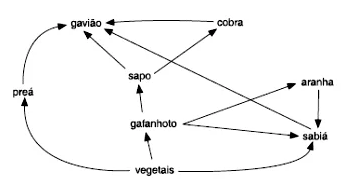 gavião
cobra
sapo
aranha
preá
gafanhoto
sabiá
vegetais